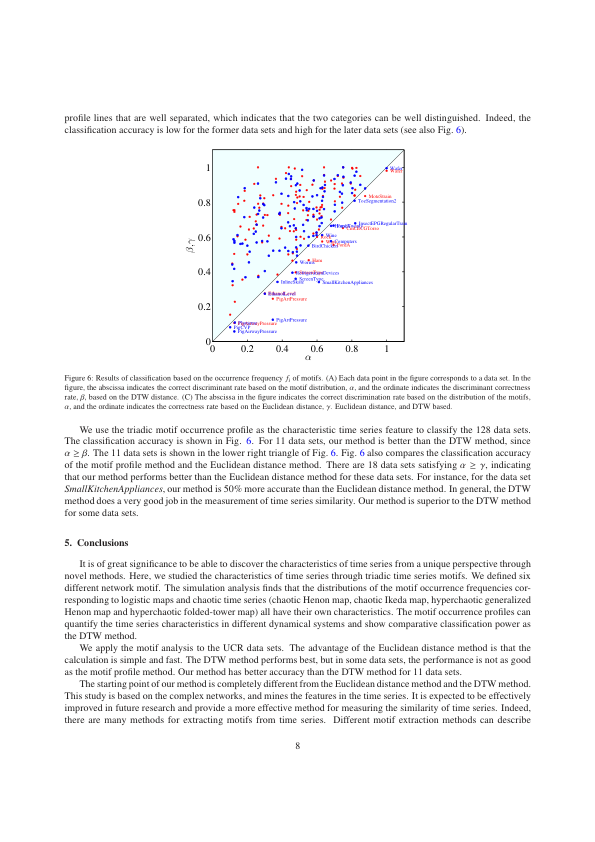 profile lines that are well separated, which indicates that the two categories can be well distinguished. Indeed, the
classification accuracy is low for the former data sets and high for the later data sets (see also Fig. 6).
1
0.8
0.6
0.4
0.2
0
β,γ
0 0.2 0.4 0.6 0.8 1
α
MoteStrain
ToeSegmentation2
InsectEPGRegularTrain
Computers
Wine
BirdChicken
Ham
Worms
RefrigerationDevices
ScreenType
InlineSkate
SmallKitchenAppliances
EthanolLevel
PigArtPressure
PigArtPressure
PigCVP
PigAirwayPressure
Figure 6: Results of classification based on the occurrence frequency fᵢ of motifs. (A) Each data point in the figure corresponds to a data set. In the
figure, the abscissa indicates the correct discriminant rate based on the motif distribution, α, and the ordinate indicates the discriminant correctness
rate, β, based on the DTW distance. (C) The abscissa in the figure indicates the correct discrimination rate based on the distribution of the motifs,
α, and the ordinate indicates the correctness rate based on the Euclidean distance, γ. Euclidean distance, and DTW based.
We use the triadic motif occurrence profile as the characteristic time series feature to classify the 128 data sets.
The classification accuracy is shown in Fig. 6. For 11 data sets, our method is better than the DTW method, since
α ≥ β. The 11 data sets is shown in the lower right triangle of Fig. 6. Fig. 6 also compares the classification accuracy
of the motif profile method and the Euclidean distance method. There are 18 data sets satisfying α ≥ γ, indicating
that our method performs better than the Euclidean distance method for these data sets. For instance, for the data set
SmallKitchenAppliances, our method is 50% more accurate than the Euclidean distance method. In general, the DTW
method does a very good job in the measurement of time series similarity. Our method is superior to the DTW method
for some data sets.
5. Conclusions
It is of great significance to be able to discover the characteristics of time series from a unique perspective through
novel methods. Here, we studied the characteristics of time series through triadic time series motifs. We defined six
different network motif. The simulation analysis finds that the distributions of the motif occurrence frequencies cor-
responding to logistic maps and chaotic time series (chaotic Henon map, chaotic Ikeda map, hyperchaotic generalized
Henon map and hyperchaotic folded-tower map) all have their own characteristics. The motif occurrence profiles can
quantify the time series characteristics in different dynamical systems and show comparative classification power as
the DTW method.
We apply the motif analysis to the UCR data sets. The advantage of the Euclidean distance method is that the
calculation is simple and fast. The DTW method performs best, but in some data sets, the performance is not as good
as the motif profile method. Our method has better accuracy than the DTW method for 11 data sets.
The starting point of our method is completely different from the Euclidean distance method and the DTW method.
This study is based on the complex networks, and mines the features in the time series. It is expected to be effectively
improved in future research and provide a more effective method for measuring the similarity of time series. Indeed,
there are many methods for extracting motifs from time series. Different motif extraction methods can describe
8